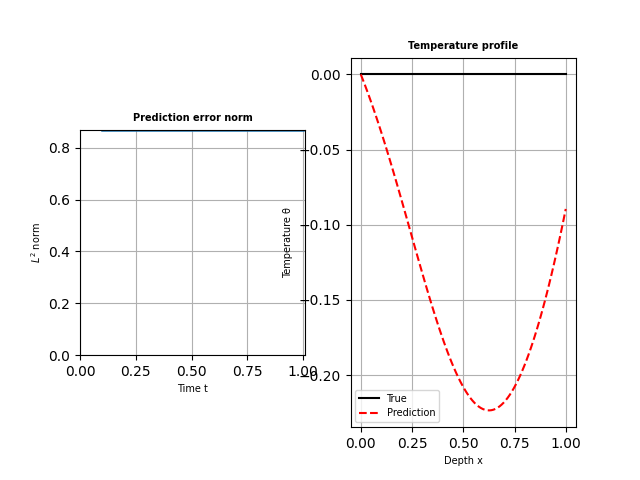 Prediction error norm
0.8
0.6
0.4
0.2
0.0
0.00 0.25 0.50 0.75 1.00
L² norm
Time t
Temperature profile
0.00
−0.05
−0.10
−0.15
−0.20
0.00 0.25 0.50 0.75 1.00
Temperature θ
Depth x
True
Prediction